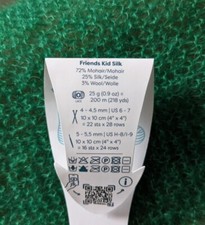 Friends Kid Silk
72% Mohair/Mohair
25% Silk/Seide
3% Wool/Wolle
25 g (0.9 oz) =
200 m (218 yds)
4 - 4,5 mm | US 6 - 7
10 x 10 cm (4" x 4")
= 22 sts x 28 rows
5 - 5,5 mm | US H-8/I-9
10 x 10 cm (4" x 4")
= 16 sts x 24 rows